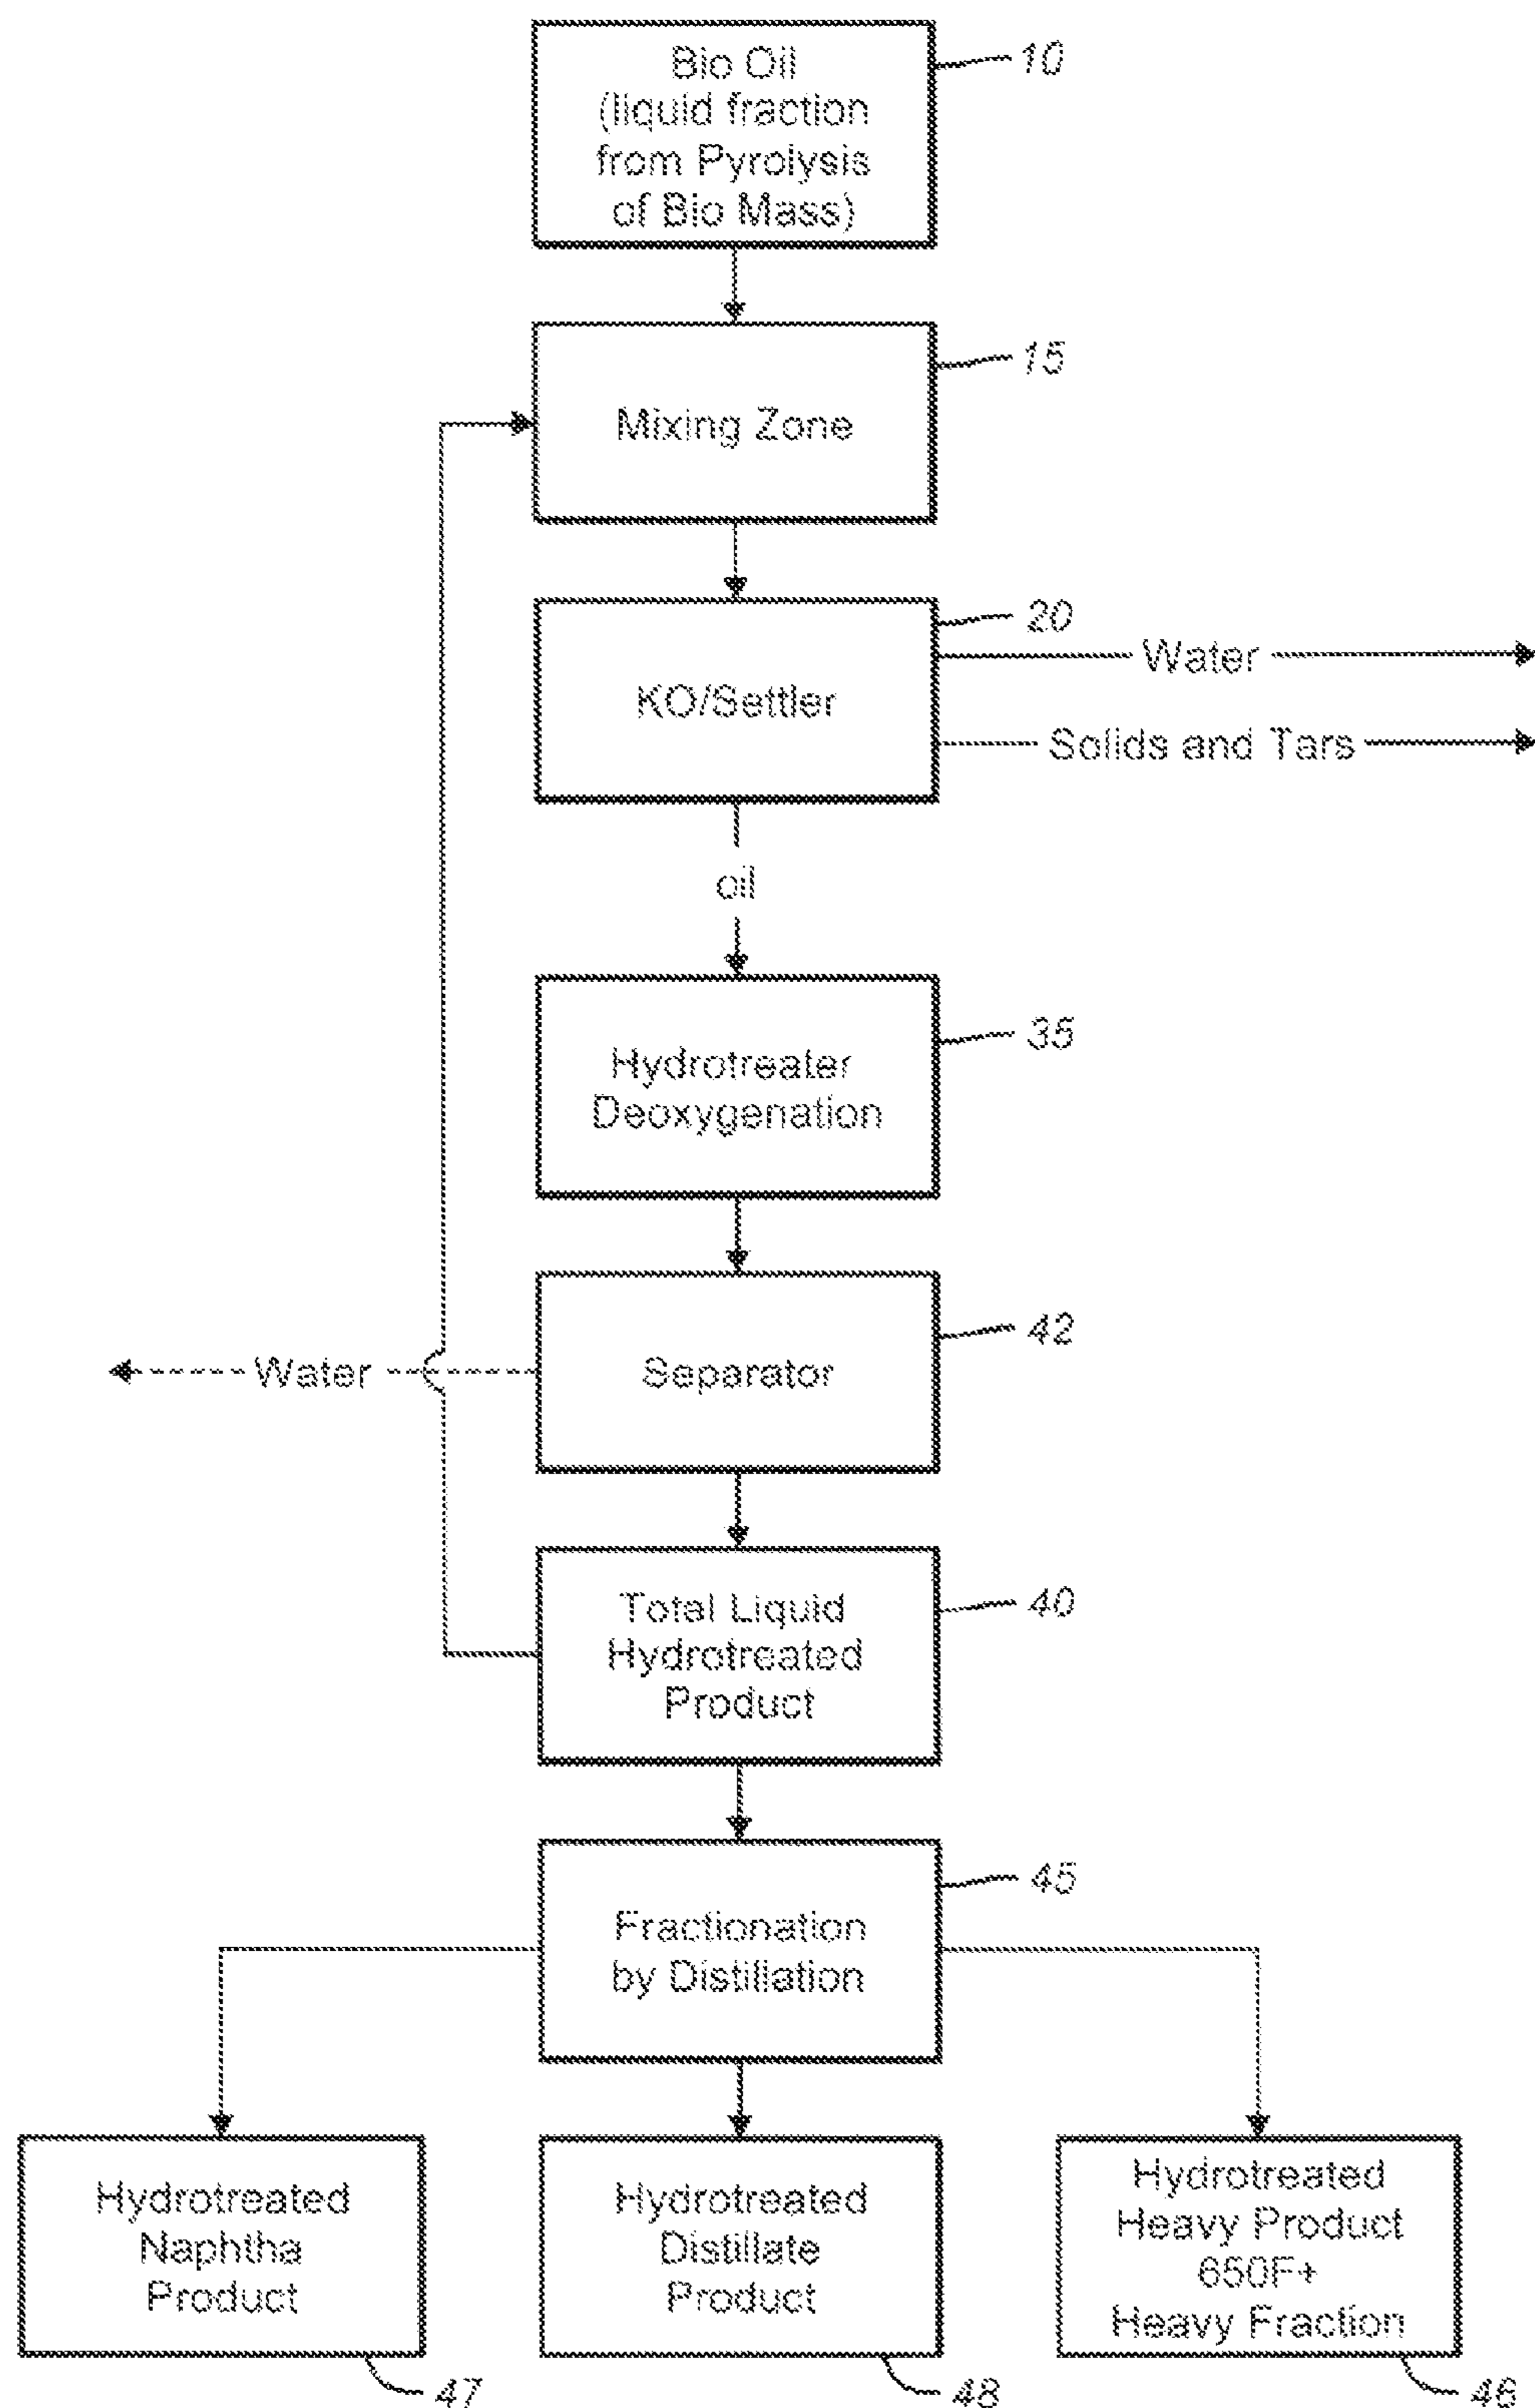 Bio Oil
(liquid fraction
from Pyrolysis
of Bio Mass)
10
Mixing Zone
15
KO/Settler
20
Water
Solids and Tars
oil
Hydrotreater
Deoxygenation
35
Separator
42
Water
Total Liquid
Hydrotreated
Product
40
Fractionation
by Distillation
45
Hydrotreated
Naphtha
Product
47
Hydrotreated
Distillate
Product
48
Hydrotreated
Heavy Product
650F+
Heavy Fraction
46